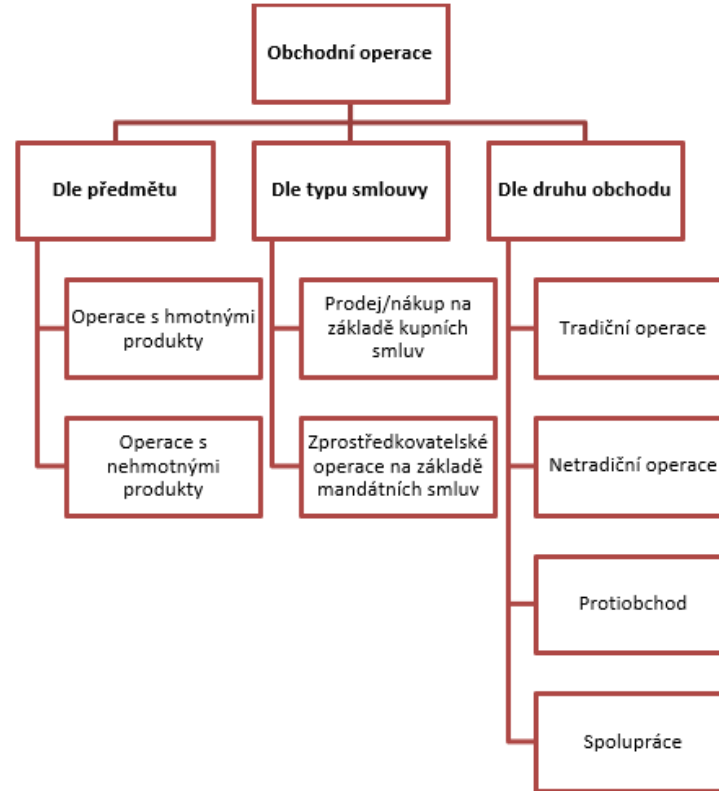 Obchodní operace
Dle předmětu
Dle typu smlouvy
Dle druhu obchodu
Operace s hmotnými
produkty
Prodej/nákup na
základě kupních
smluv
Tradiční operace
Operace s
nehmotnými
produkty
Zprostředkovatelské
operace na základě
mandátních smluv
Netradiční operace
Protiobchod
Spolupráce